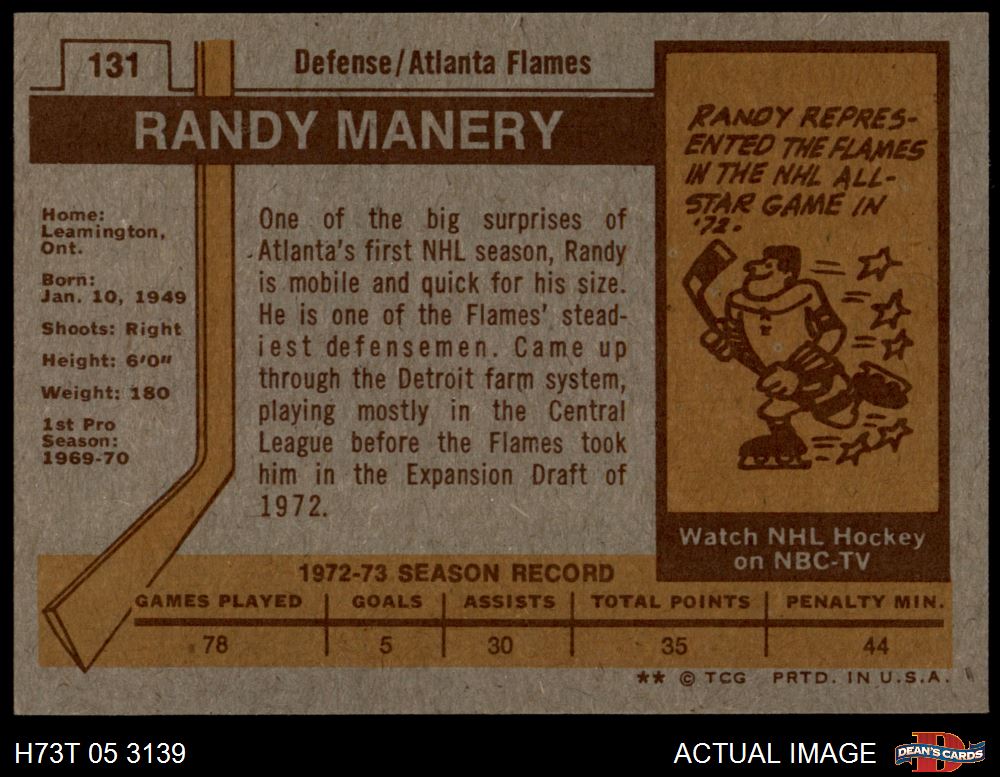 131
Defense/Atlanta Flames
RANDY MANERY
Home:
Leamington,
Ont.
Born:
Jan. 10, 1949
Shoots: Right
Height: 6'0"
Weight: 180
1st Pro
Season:
1969-70
One of the big surprises of
Atlanta's first NHL season, Randy
is mobile and quick for his size.
He is one of the Flames' stead-
iest defensemen. Came up
through the Detroit farm system,
playing mostly in the Central
League before the Flames took
him in the Expansion Draft of
1972.
RANDY REPRES-
ENTED THE FLAMES
IN THE NHL ALL-
STAR GAME IN
'72.
Watch NHL Hockey
on NBC-TV
1972-73 SEASON RECORD
GAMES PLAYED GOALS ASSISTS TOTAL POINTS PENALTY MIN.
78 5 30 35 44
** © TCG PRTD. IN U.S.A.
H73T 05 3139
ACTUAL IMAGE
D
DEAN'S CARDS